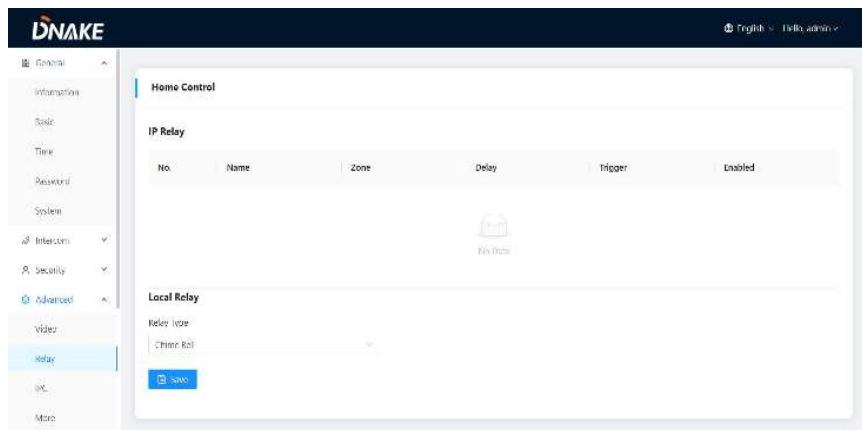 DNAKE
English
Hello, admin
General
Information
Basic
Time
Password
System
Intercom
Security
Advanced
Video
Relay
IPC
More
Home Control
IP Relay
No. Name Zone Delay Trigger Enabled
No Data
Local Relay
Relay Type
Chime Bell
Save